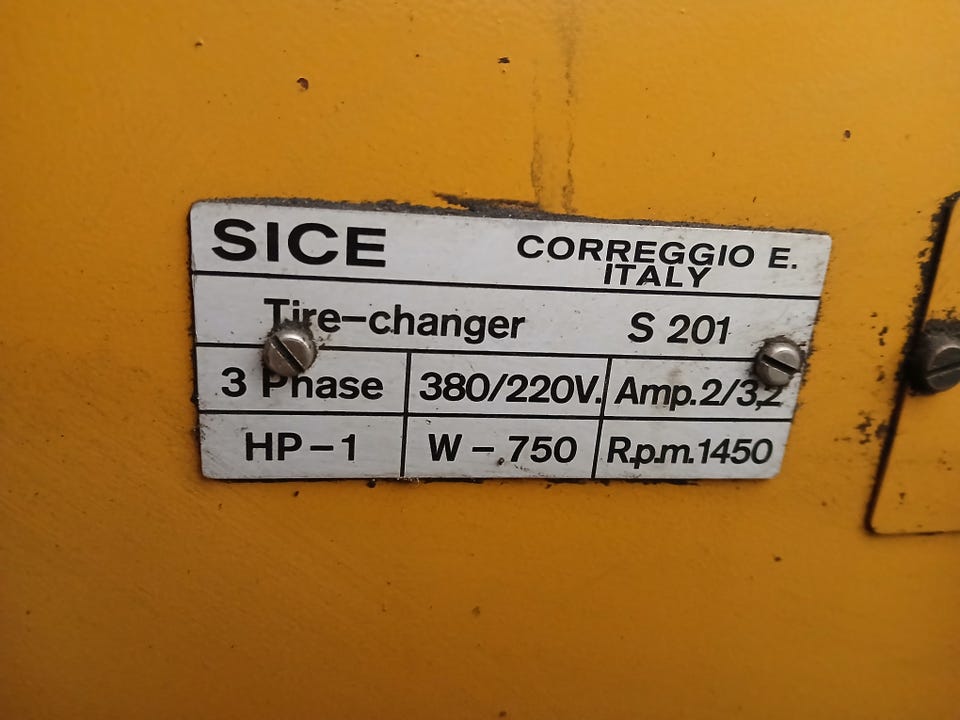 SICE
CORREGGIO E.
ITALY
Tire-changer S 201
3 Phase 380/220V. Amp.2/3,2
HP-1 W-750 R.p.m.1450